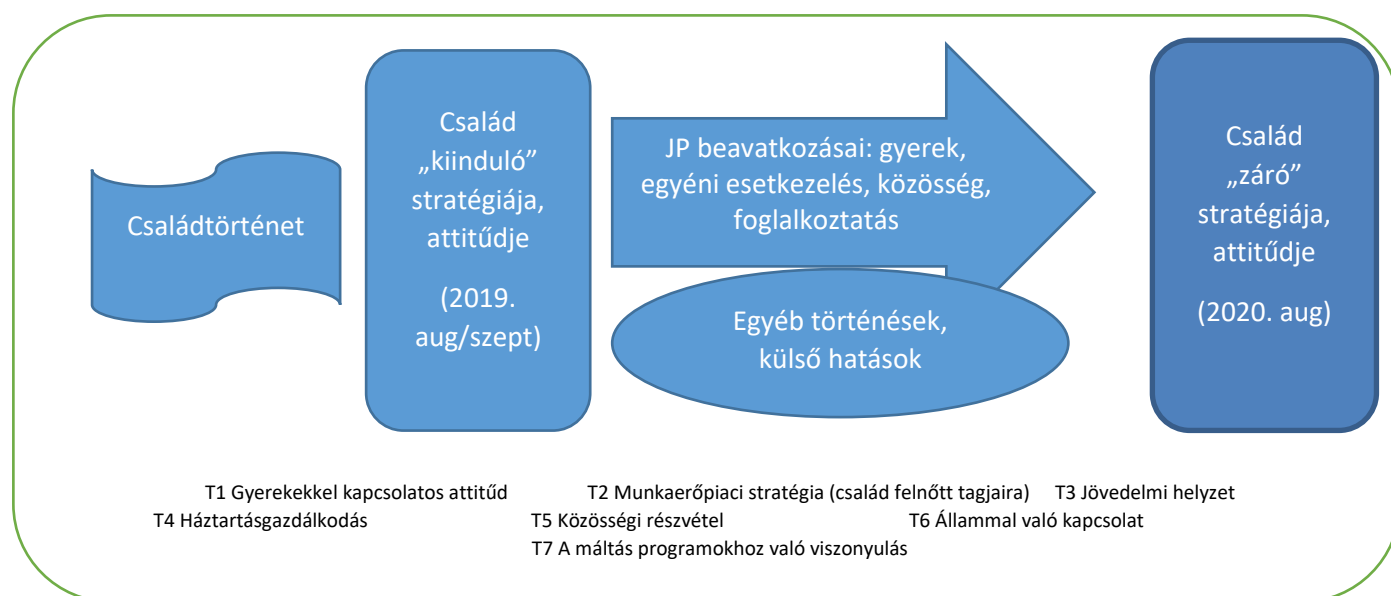 Családtörténet
Család
„kiinduló”
stratégiája,
attitűdje
(2019.
aug/szept)
JP beavatkozásai: gyerek,
egyéni esetkezelés, közösség,
foglalkoztatás
Egyéb történések,
külső hatások
Család
„záró”
stratégiája,
attitűdje
(2020. aug)
T1 Gyerekekkel kapcsolatos attitűd T2 Munkaerőpiaci stratégia (család felnőtt tagjaira) T3 Jövedelmi helyzet
T4 Háztartásgazdálkodás T5 Közösségi részvétel T6 Állammal való kapcsolat
T7 A máltás programokhoz való viszonyulás